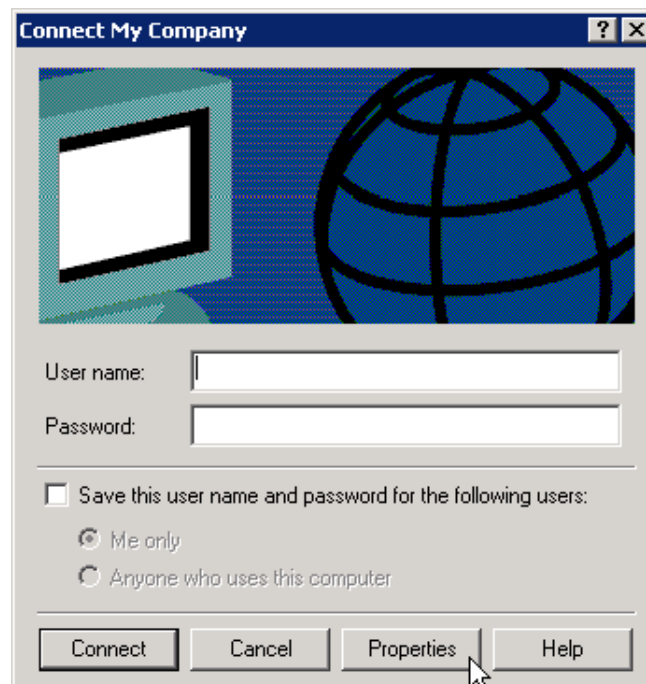 Connect My Company
User name:
Password:
Save this user name and password for the following users:
Me only
Anyone who uses this computer
Connect Cancel Properties Help